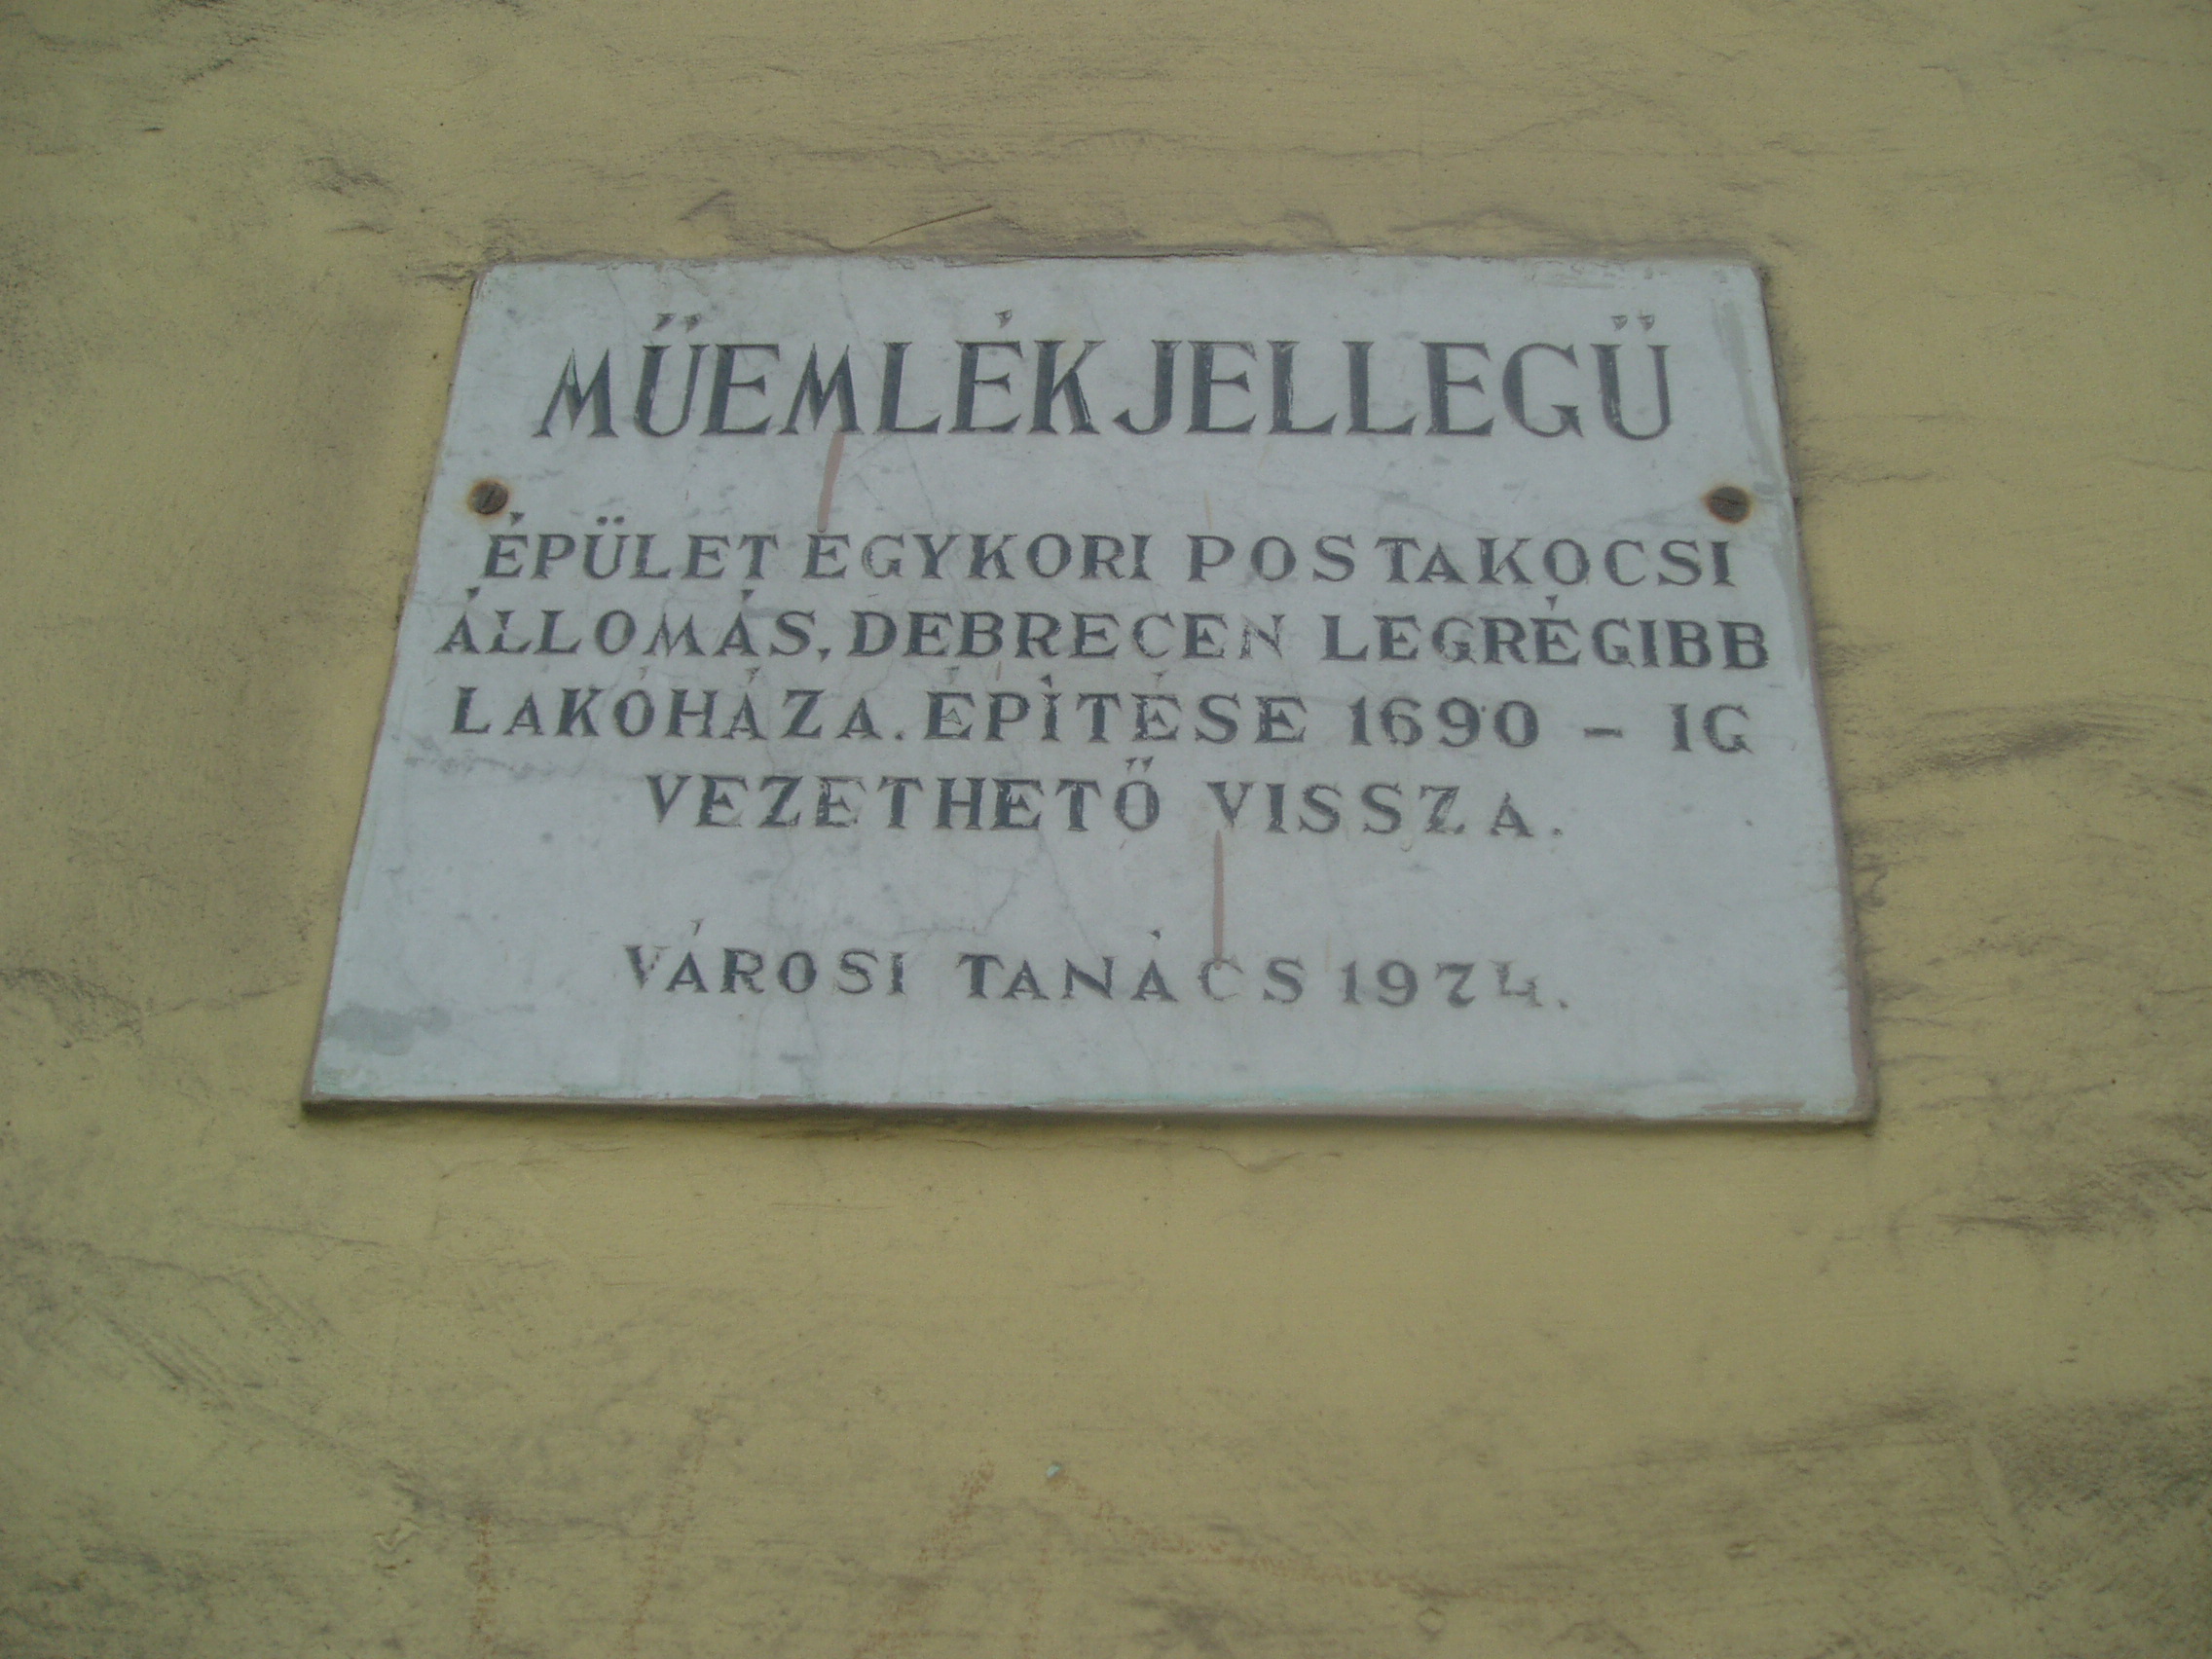 MŰEMLÉKJELLEGŰ
ÉPÜLET EGYKORI POSTAKOCSI
ÁLLOMÁS, DEBRECEN LEGRÉGIBB
LAKÓHÁZA. ÉPÍTÉSE 1690 - IG
VEZETHETŐ VISSZA.
VÁROSI TANÁCS 1974.